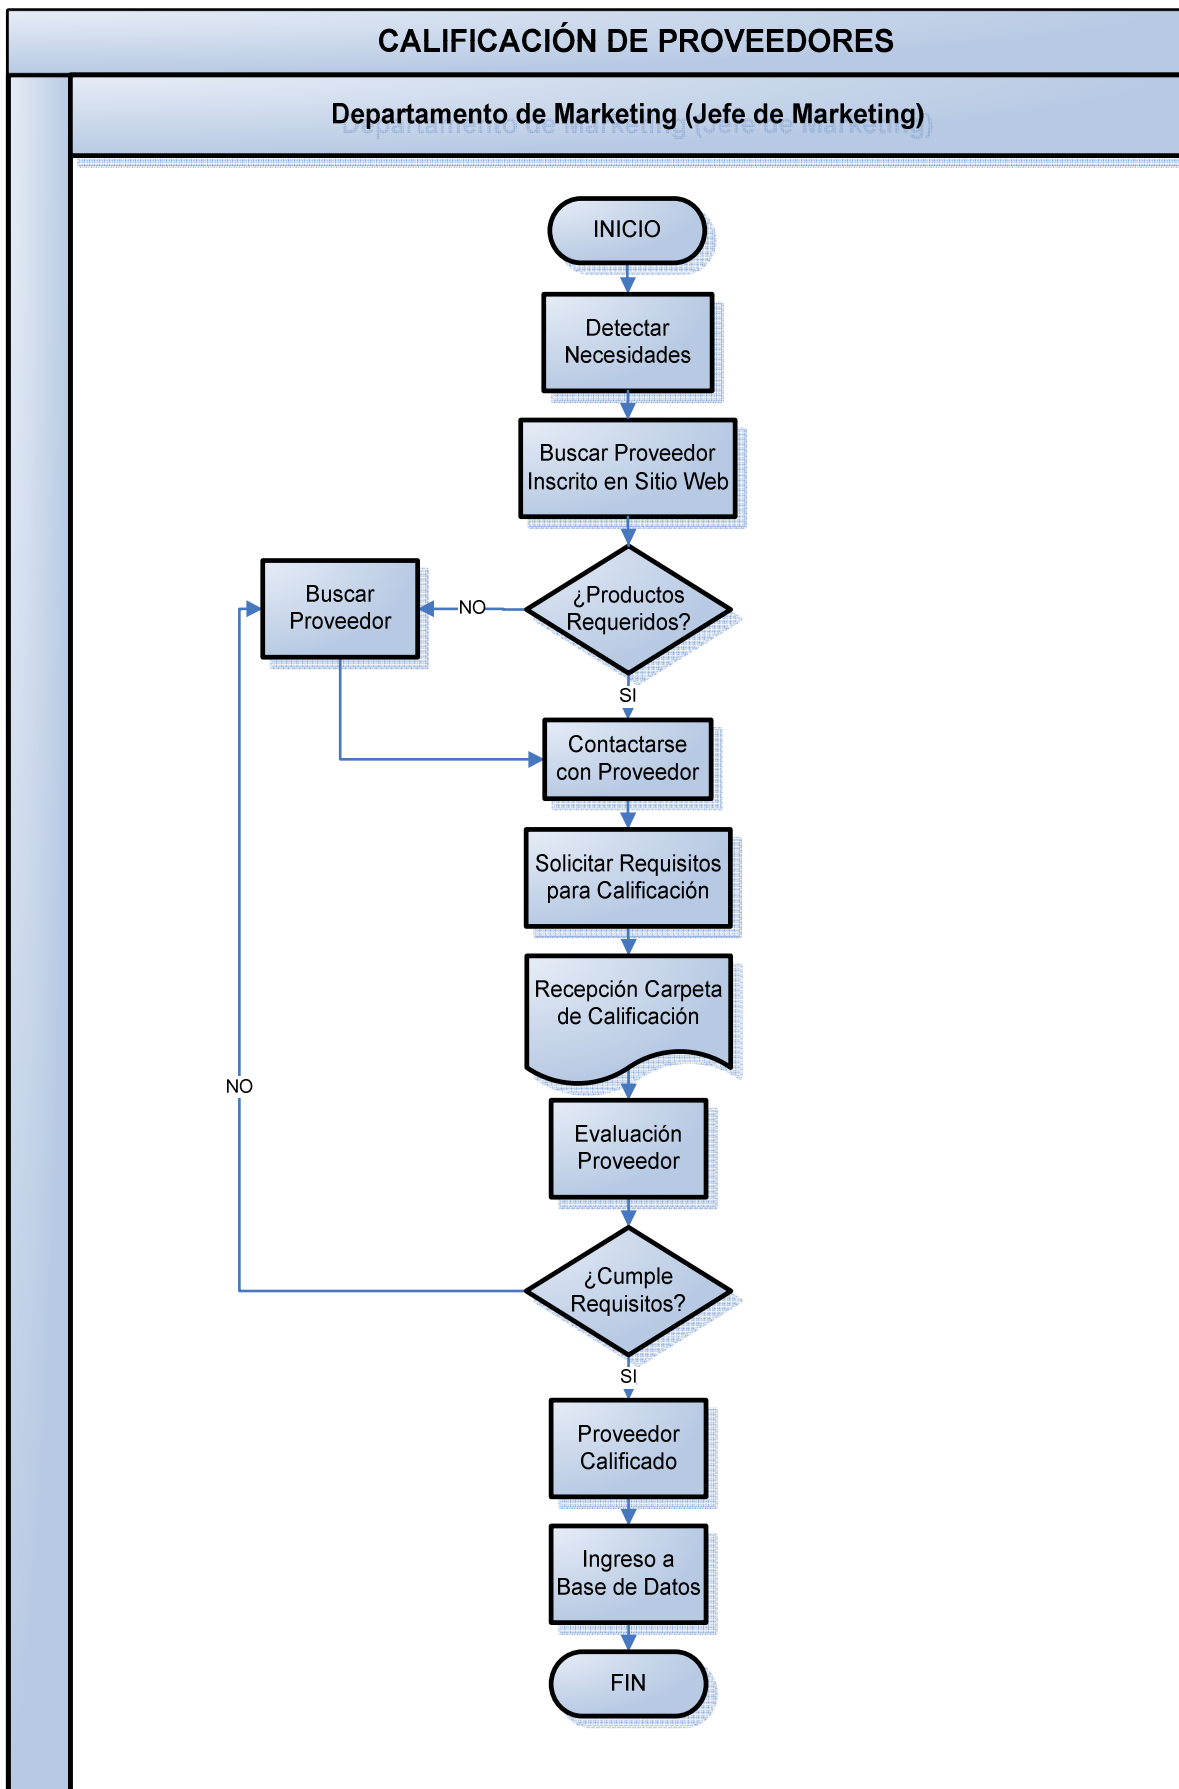 CALIFICACIÓN DE PROVEEDORES
Departamento de Marketing (Jefe de Marketing)
INICIO
Detectar
Necesidades
Buscar Proveedor
Inscrito en Sitio Web
¿Productos
Requeridos?
NO
Buscar
Proveedor
SI
Contactarse
con Proveedor
Solicitar Requisitos
para Calificación
Recepción Carpeta
de Calificación
Evaluación
Proveedor
¿Cumple
Requisitos?
NO
SI
Proveedor
Calificado
Ingreso a
Base de Datos
FIN